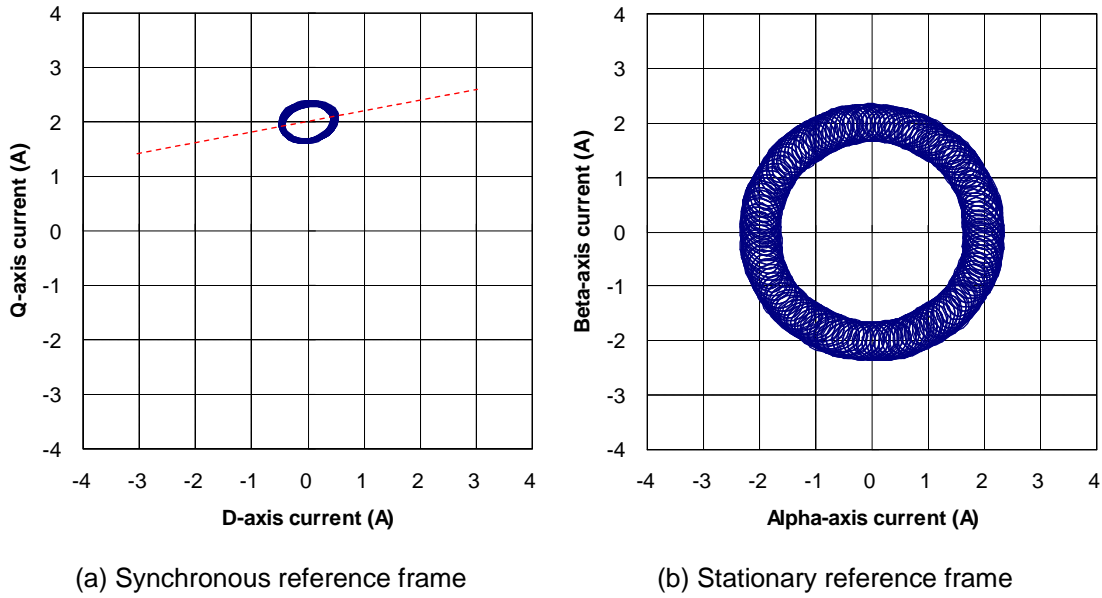 4
3
2
1
0
-1
-2
-3
-4
-4 -3 -2 -1 0 1 2 3 4
Q-axis current (A)
D-axis current (A)
(a) Synchronous reference frame
4
3
2
1
0
-1
-2
-3
-4
-4 -3 -2 -1 0 1 2 3 4
Beta-axis current (A)
Alpha-axis current (A)
(b) Stationary reference frame